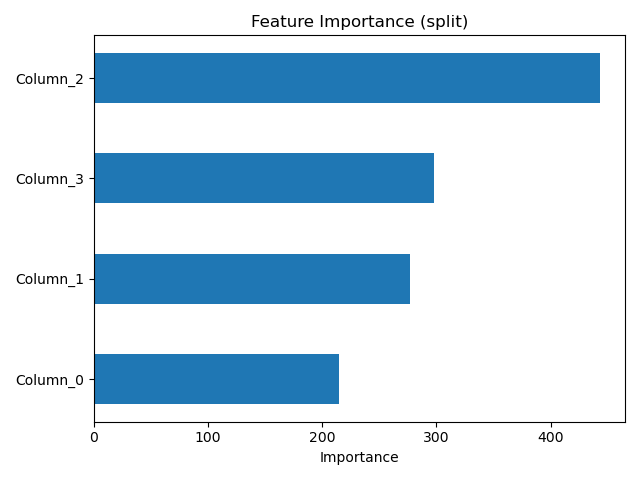 Feature Importance (split)
Column_2
Column_3
Column_1
Column_0
0 100 200 300 400
Importance